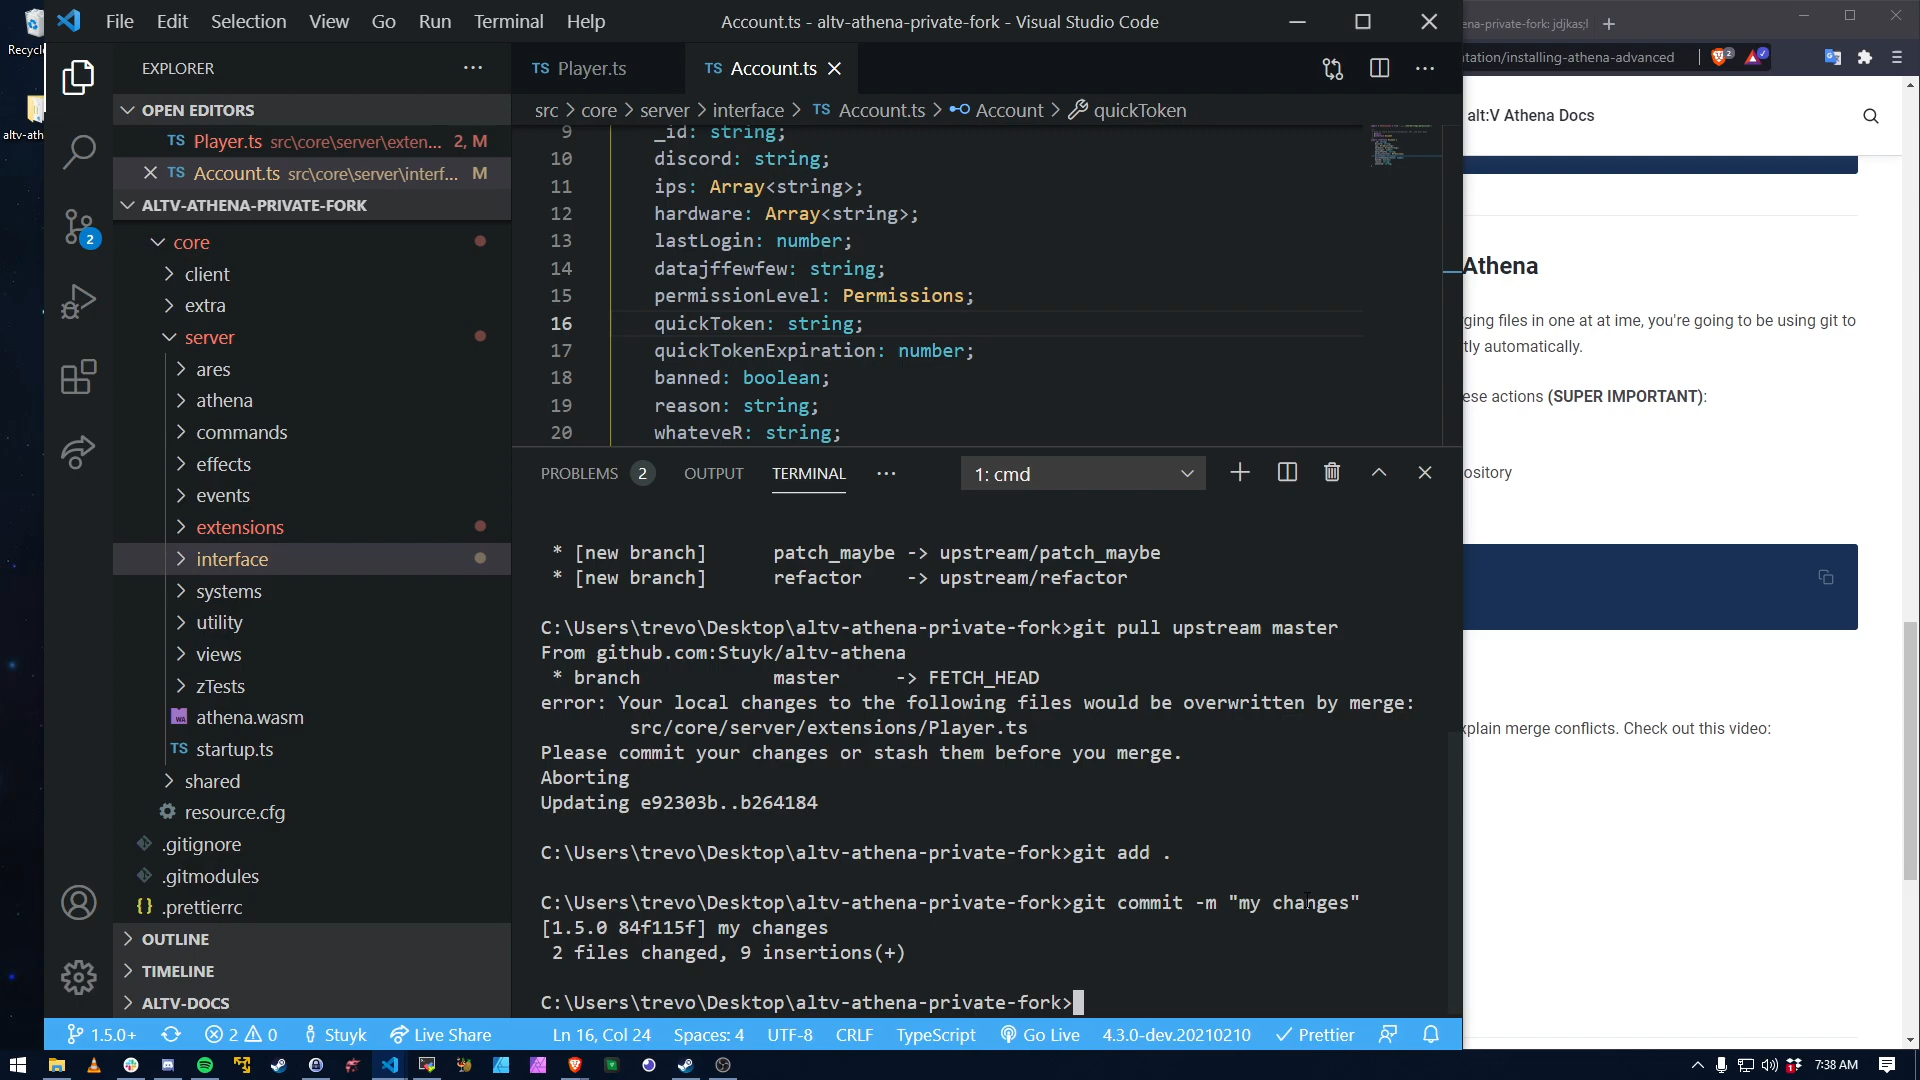 File Edit Selection View Go Run Terminal Help
Account.ts - altv-athena-private-fork - Visual Studio Code
EXPLORER
OPEN EDITORS
TS Player.ts src\core\server\exten... 2, M
TS Account.ts src\core\server\interf... M
ALTV-ATHENA-PRIVATE-FORK
core
client
extra
server
ares
athena
commands
effects
events
extensions
interface
systems
utility
views
zTests
athena.wasm
TS startup.ts
shared
resource.cfg
.gitignore
.gitmodules
{} .prettierrc
OUTLINE
TIMELINE
ALTV-DOCS
2
TS Player.ts
TS Account.ts
src > core > server > interface > TS Account.ts > Account > quickToken
9 _id: string;
10 discord: string;
11 ips: Array<string>;
12 hardware: Array<string>;
13 lastLogin: number;
14 datajffewfew: string;
15 permissionLevel: Permissions;
16 quickToken: string;
17 quickTokenExpiration: number;
18 banned: boolean;
19 reason: string;
20 whateveR: string;
PROBLEMS 2 OUTPUT TERMINAL ... 1: cmd
* [new branch] patch_maybe -> upstream/patch_maybe
* [new branch] refactor -> upstream/refactor
C:\Users\trevo\Desktop\altv-athena-private-fork>git pull upstream master
From github.com:Stuyk/altv-athena
* branch master -> FETCH_HEAD
error: Your local changes to the following files would be overwritten by merge:
src/core/server/extensions/Player.ts
Please commit your changes or stash them before you merge.
Aborting
Updating e92303b..b264184
C:\Users\trevo\Desktop\altv-athena-private-fork>git add .
C:\Users\trevo\Desktop\altv-athena-private-fork>git commit -m "my changes"
[1.5.0 84f115f] my changes
2 files changed, 9 insertions(+)
C:\Users\trevo\Desktop\altv-athena-private-fork>
1.5.0+ 2 0 Stuyk Live Share Ln 16, Col 24 Spaces: 4 UTF-8 CRLF TypeScript Go Live 4.3.0-dev.20210210 Prettier
ena-private-fork: jdjkas;l
tation/installing-athena-advanced
alt:V Athena Docs
Athena
ging files in one at at ime, you're going to be using git to
tly automatically.
ese actions (SUPER IMPORTANT):
ository
xplain merge conflicts. Check out this video:
7:38 AM